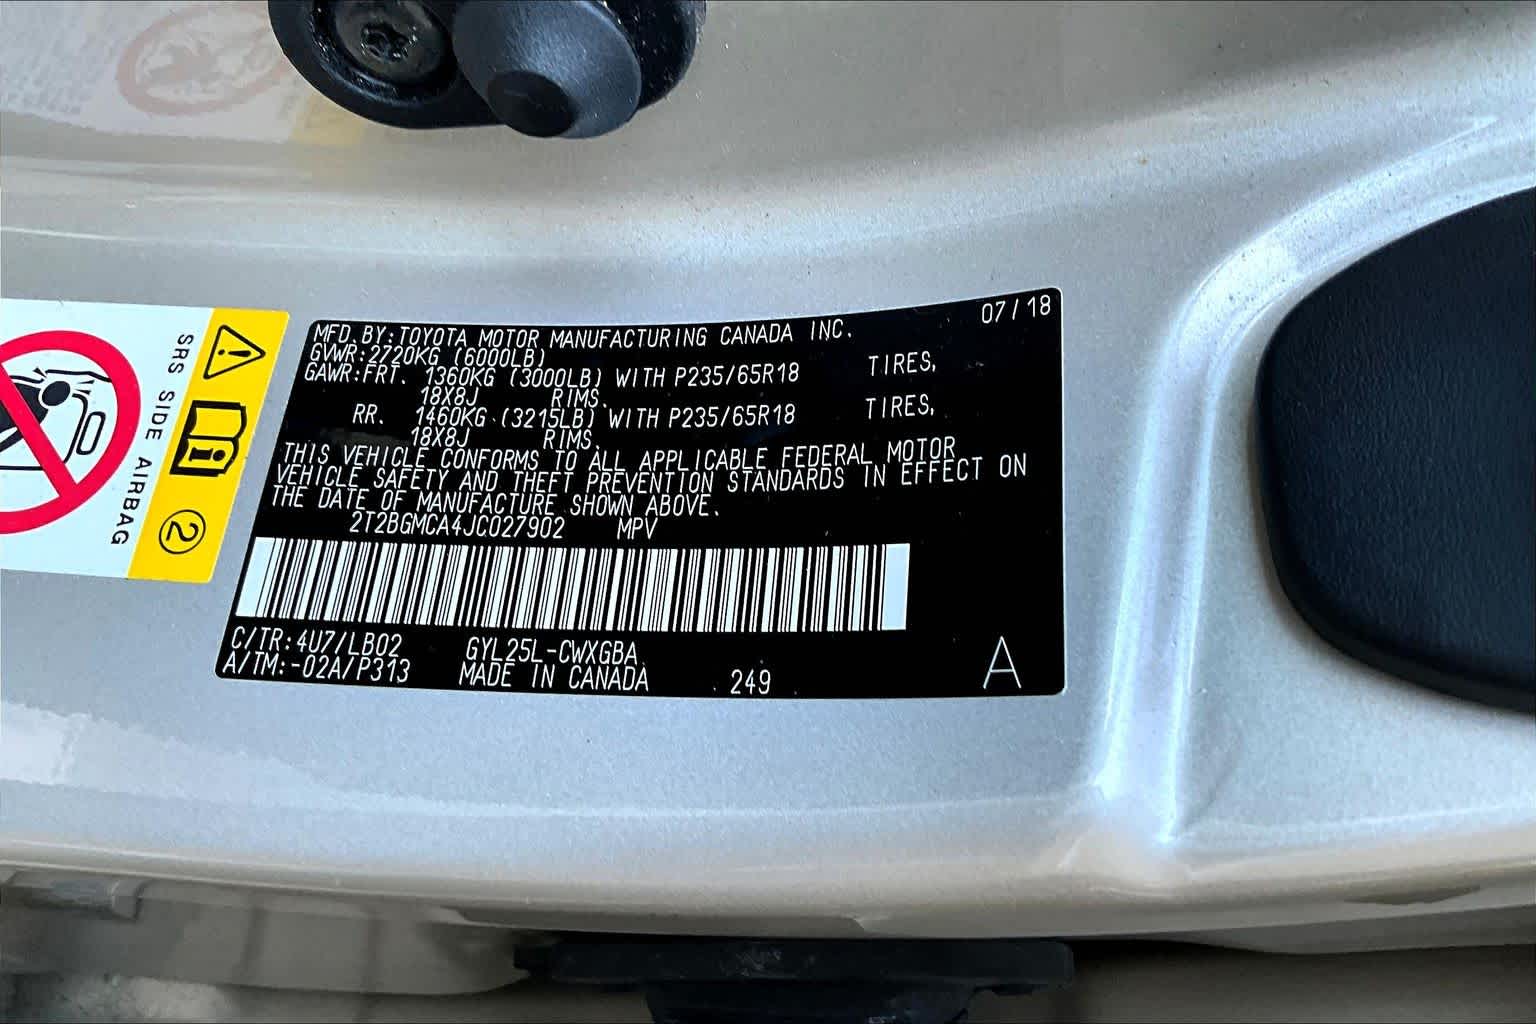 07/18
MFD. BY: TOYOTA MOTOR MANUFACTURING CANADA INC.
GVWR: 2720KG (6000LB)
GAWR: FRT. 1360KG (3000LB) WITH P235/65R18 TIRES,
18X8J RIMS.
RR. 1460KG (3215LB) WITH P235/65R18 TIRES,
18X8J RIMS.
THIS VEHICLE CONFORMS TO ALL APPLICABLE FEDERAL MOTOR
VEHICLE SAFETY AND THEFT PREVENTION STANDARDS IN EFFECT ON
THE DATE OF MANUFACTURE SHOWN ABOVE.
2T2BGMCA4JC027902 MPV
C/TR: 4U7/LB02 GYL25L-CWXGBA
A/TM: -02A/P313 MADE IN CANADA 249 A
SRS SIDE AIRBAG
2